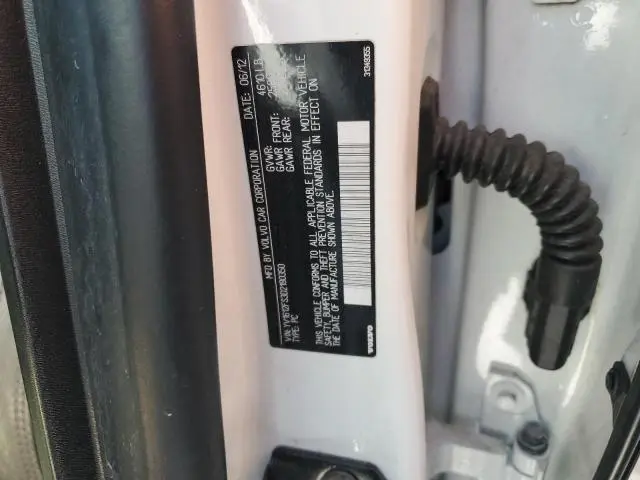 MFD BY VOLVO CAR CORPORATION DATE: 06/12
GVWR: 4610 LB
GAWR FRONT:
GAWR REAR:
TYPE: PC
THIS VEHICLE CONFORMS TO ALL APPLICABLE FEDERAL MOTOR VEHICLE
SAFETY, BUMPER AND THEFT PREVENTION STANDARDS IN EFFECT ON
THE DATE OF MANUFACTURE SHOWN ABOVE.
VOLVO